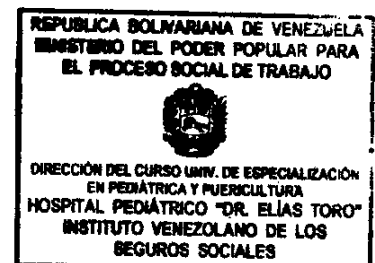 REPUBLICA BOLIVARIANA DE VENEZUELA
MINISTERIO DEL PODER POPULAR PARA
EL PROCESO SOCIAL DE TRABAJO
DIRECCIÓN DEL CURSO UNIV. DE ESPECIALIZACIÓN
EN PEDIÁTRICA Y PUERICULTURA
HOSPITAL PEDIÁTRICO "DR. ELÍAS TORO"
INSTITUTO VENEZOLANO DE LOS
SEGUROS SOCIALES